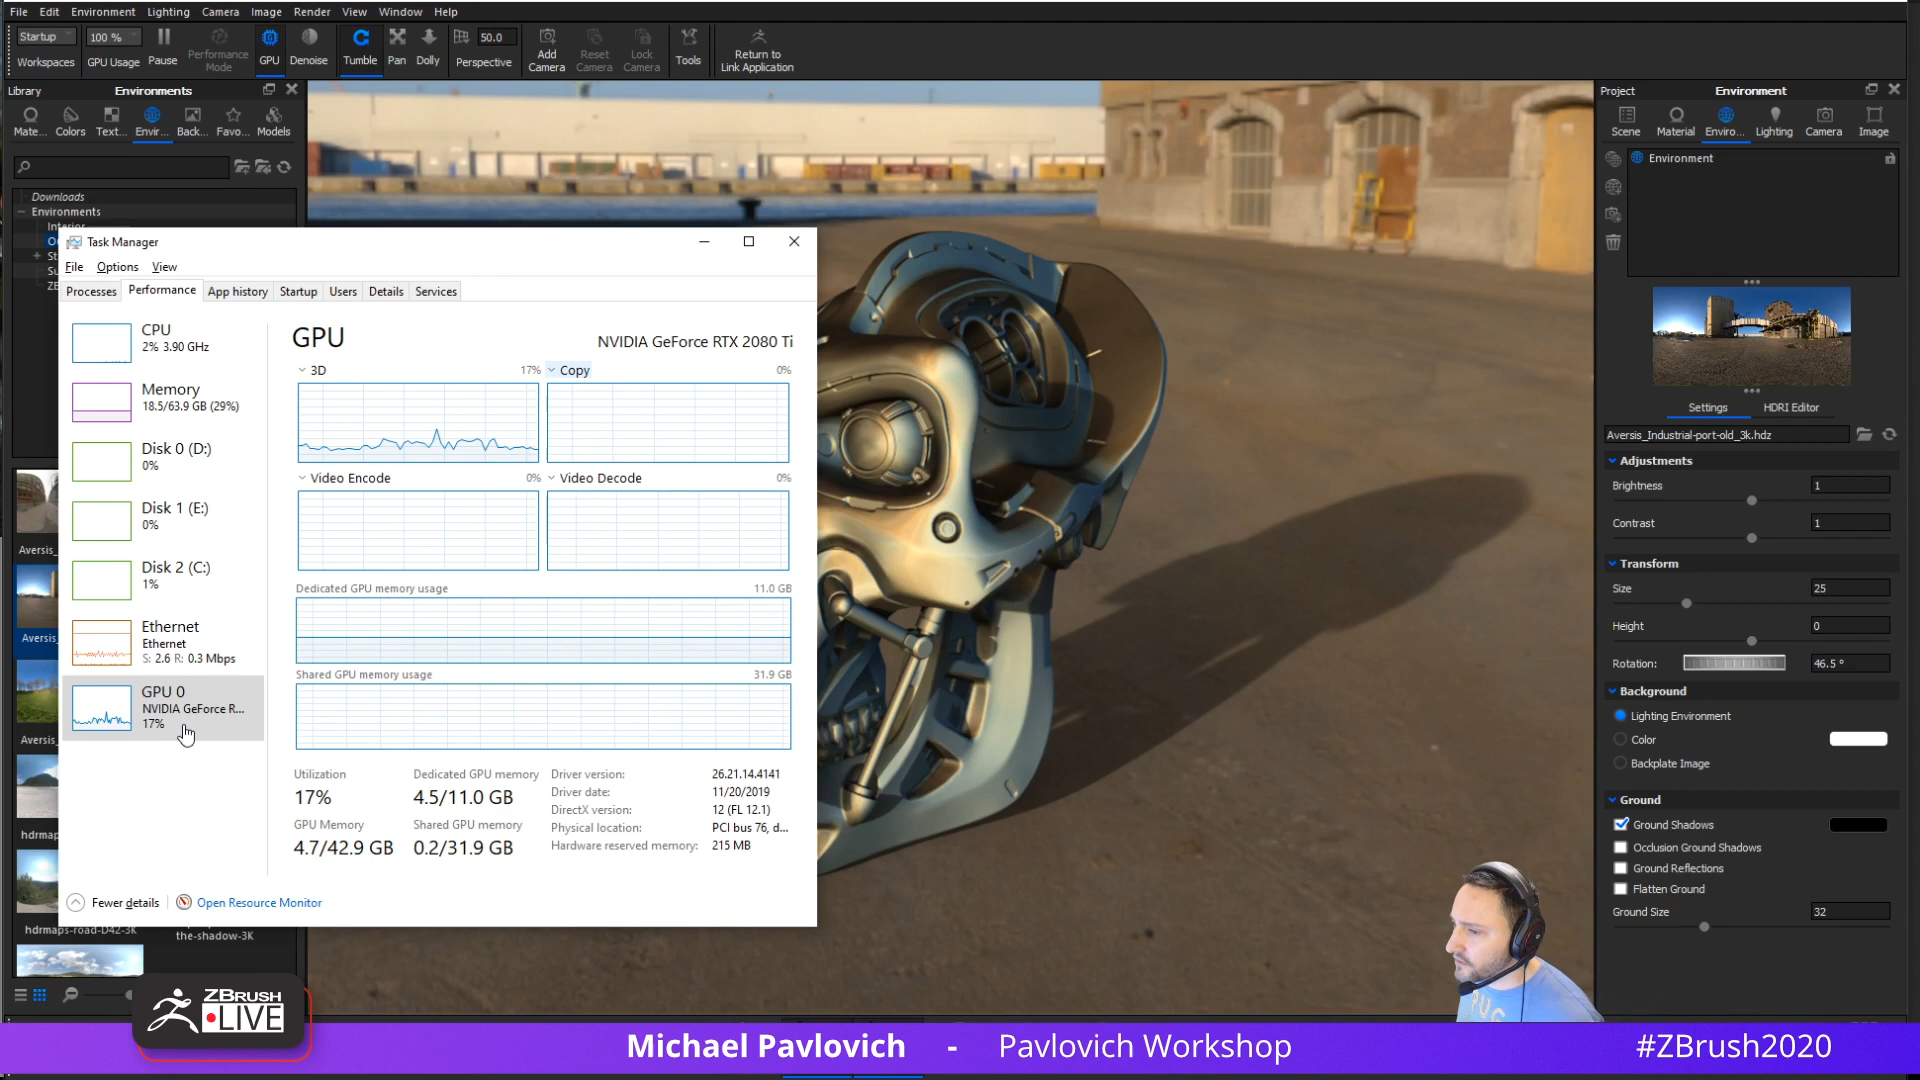 File Edit Environment Lighting Camera Image Render View Window Help
Startup 100 % 50.0
Workspaces GPU Usage Pause Performance Mode GPU Denoise Tumble Pan Dolly Perspective Add Camera Reset Camera Lock Camera Tools Return to Link Application
Library Environments
Mate... Colors Text... Envir... Back... Favo... Models
Downloads
Environments
Interior
Task Manager
File Options View
Processes Performance App history Startup Users Details Services
CPU
2% 3.90 GHz
Memory
18.5/63.9 GB (29%)
Disk 0 (D:)
0%
Disk 1 (E:)
0%
Disk 2 (C:)
1%
Ethernet
Ethernet
S: 2.6 R: 0.3 Mbps
GPU 0
NVIDIA GeForce R...
17%
GPU NVIDIA GeForce RTX 2080 Ti
3D 17% Copy 0%
Video Encode 0% Video Decode 0%
Dedicated GPU memory usage 11.0 GB
Shared GPU memory usage 31.9 GB
Utilization
17%
Dedicated GPU memory
4.5/11.0 GB
GPU Memory
4.7/42.9 GB
Shared GPU memory
0.2/31.9 GB
Driver version: 26.21.14.4141
Driver date: 11/20/2019
DirectX version: 12 (FL 12.1)
Physical location: PCI bus 76, d...
Hardware reserved memory: 215 MB
Fewer details Open Resource Monitor
Aversis_
Aversis_
Aversis_
hdrmap
hdrmaps-road-D42-3K
the-shadow-3K
Project Environment
Scene Material Enviro... Lighting Camera Image
Environment
Settings HDRI Editor
Aversis_Industrial-port-old_3k.hdz
Adjustments
Brightness 1
Contrast 1
Transform
Size 25
Height 0
Rotation: 46.5 °
Background
Lighting Environment
Color
Backplate Image
Ground
Ground Shadows
Occlusion Ground Shadows
Ground Reflections
Flatten Ground
Ground Size 32
ZBRUSH
LIVE
Michael Pavlovich - Pavlovich Workshop #ZBrush2020